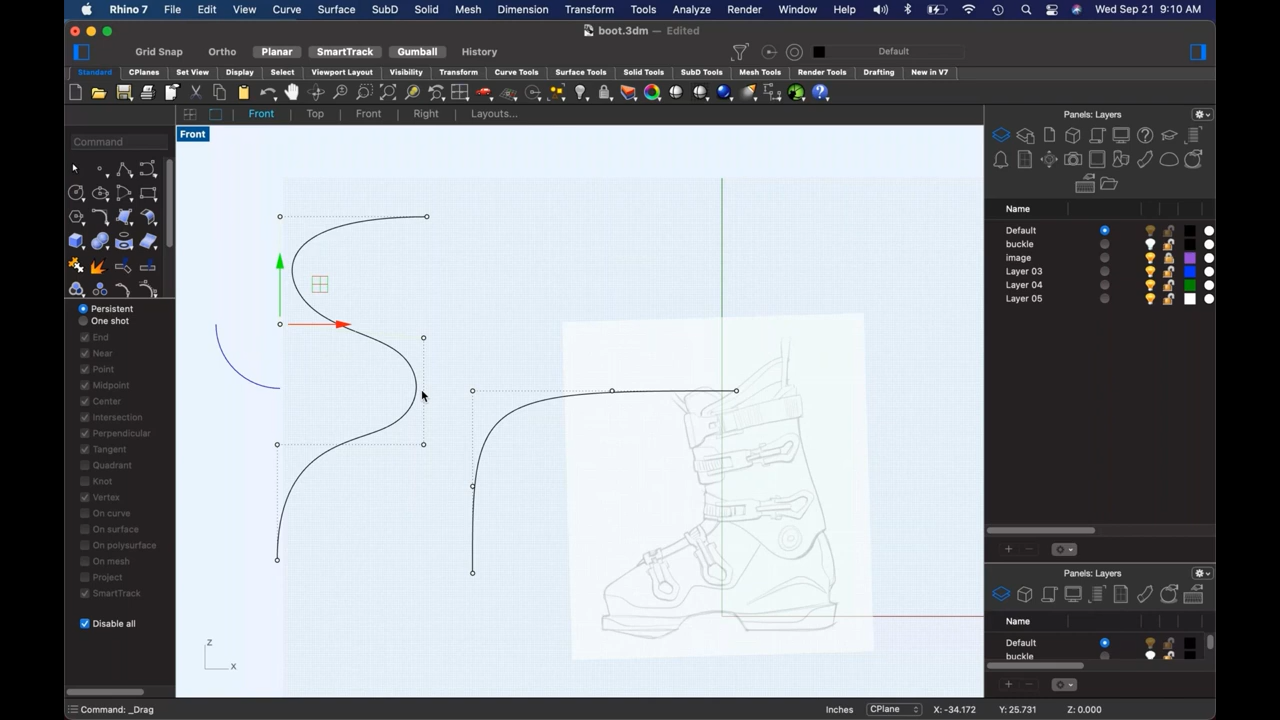 Rhino 7 File Edit View Curve Surface SubD Solid Mesh Dimension Transform Tools Analyze Render Window Help Wed Sep 21 9:10 AM
boot.3dm — Edited
Grid Snap Ortho Planar SmartTrack Gumball History Default
Standard CPlanes Set View Display Select Viewport Layout Visibility Transform Curve Tools Surface Tools Solid Tools SubD Tools Mesh Tools Render Tools Drafting New in V7
Front Top Front Right Layouts...
Panels: Layers
Front
Command
Name
Default
buckle
image
Layer 03
Layer 04
Layer 05
Persistent
One shot
End
Near
Point
Midpoint
Center
Intersection
Perpendicular
Tangent
Quadrant
Knot
Vertex
On curve
On surface
On polysurface
On mesh
Project
SmartTrack
Disable all
Z
X
Panels: Layers
Name
Default
buckle
Command: _Drag
Inches CPlane X: -34.172 Y: 25.731 Z: 0.000